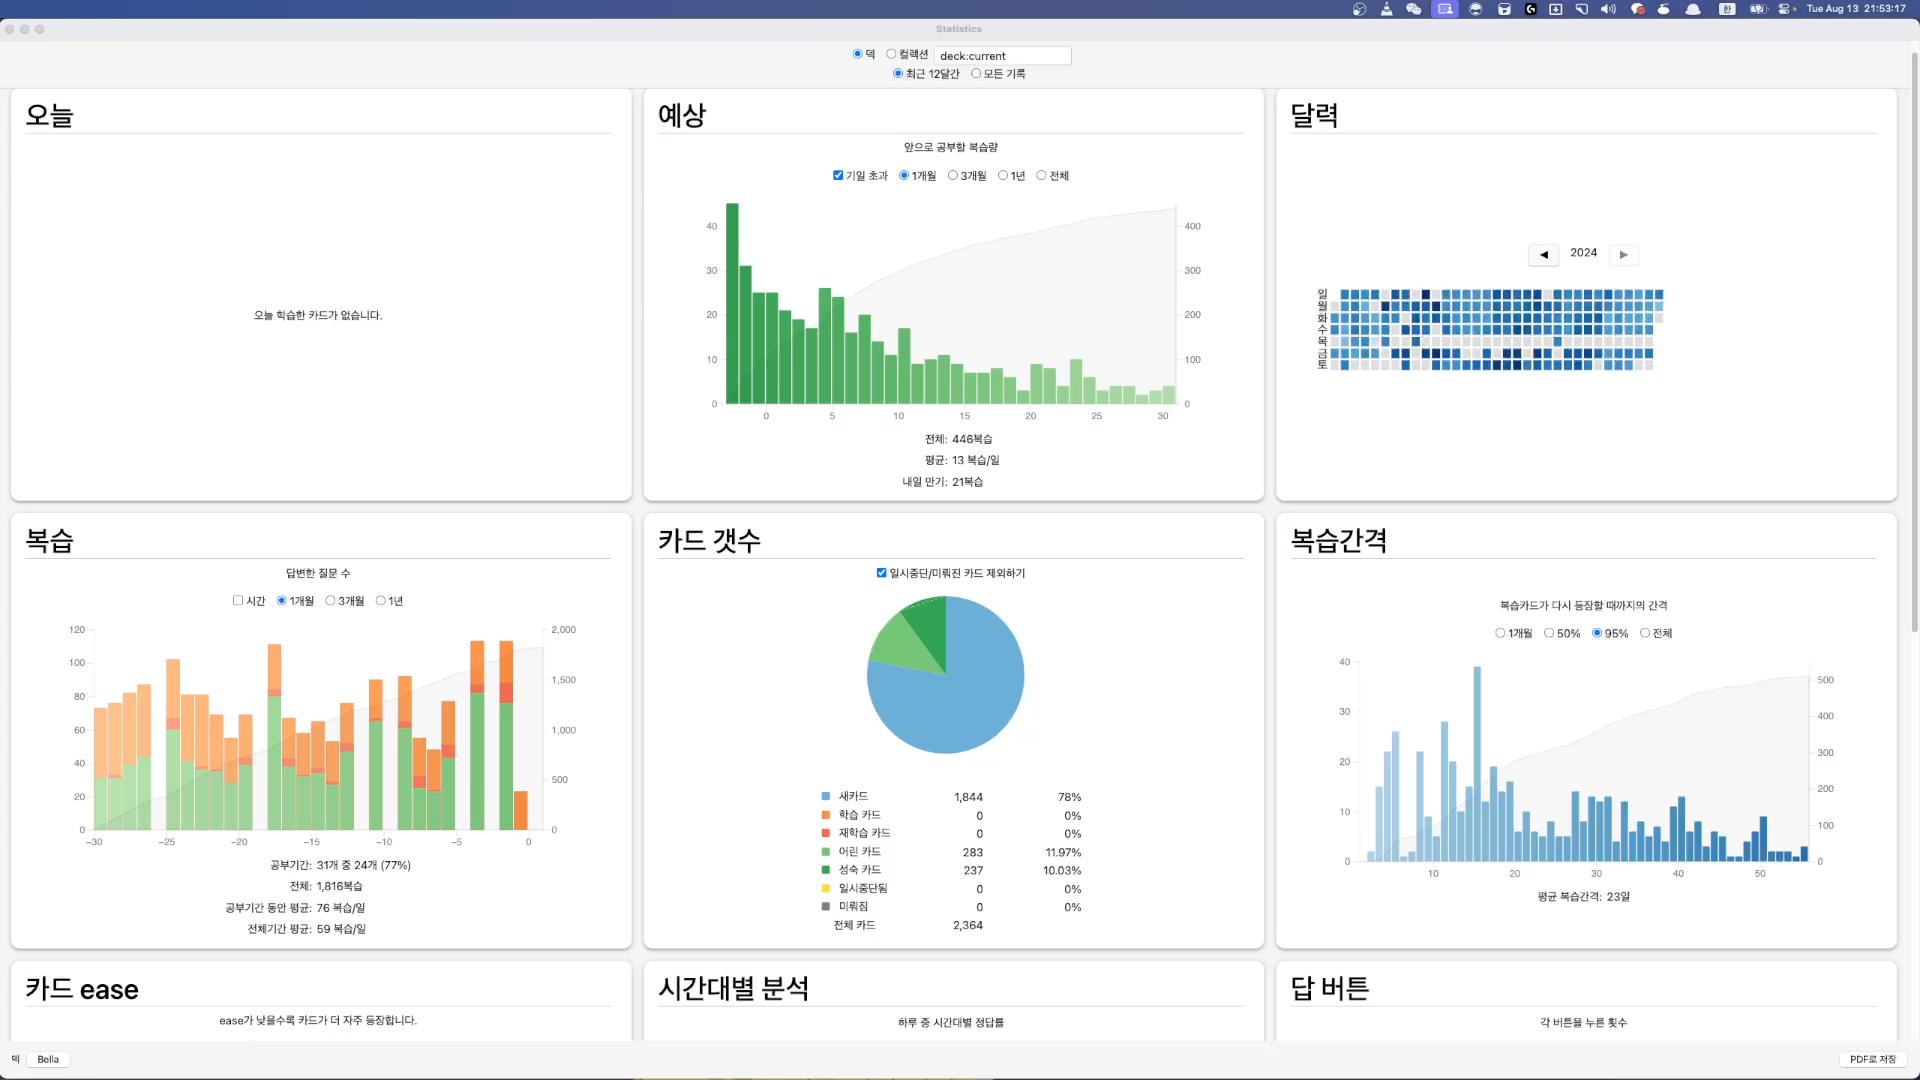 Tue Aug 13 21:53:17
Statistics
덱 컬렉션 deck:current
최근 12달간 모든 기록
오늘
오늘 학습한 카드가 없습니다.
예상
앞으로 공부할 복습량
기일 초과 1개월 3개월 1년 전체
40 400
30 300
20 200
10 100
0 0
0 5 10 15 20 25 30
전체: 446복습
평균: 13 복습/일
내일 만기: 21복습
달력
◀ 2024 ▶
일
월
화
수
목
금
토
복습
답변한 질문 수
시간 1개월 3개월 1년
120 2,000
100
80 1,500
60 1,000
40
20 500
0 0
−30 −25 −20 −15 −10 −5 0
공부기간: 31개 중 24개 (77%)
전체: 1,816복습
공부기간 동안 평균: 76 복습/일
전체기간 평균: 59 복습/일
카드 갯수
일시중단/미뤄진 카드 제외하기
새카드 1,844 78%
학습 카드 0 0%
재학습 카드 0 0%
어린 카드 283 11.97%
성숙 카드 237 10.03%
일시중단됨 0 0%
미뤄짐 0 0%
전체 카드 2,364
복습간격
복습카드가 다시 등장할 때까지의 간격
1개월 50% 95% 전체
40 500
30 400
20 300
10 200
0 100
0
10 20 30 40 50
평균 복습간격: 23일
카드 ease
ease가 낮을수록 카드가 더 자주 등장합니다.
시간대별 분석
하루 중 시간대별 정답률
답 버튼
각 버튼을 누른 횟수
덱 Bella
PDF로 저장